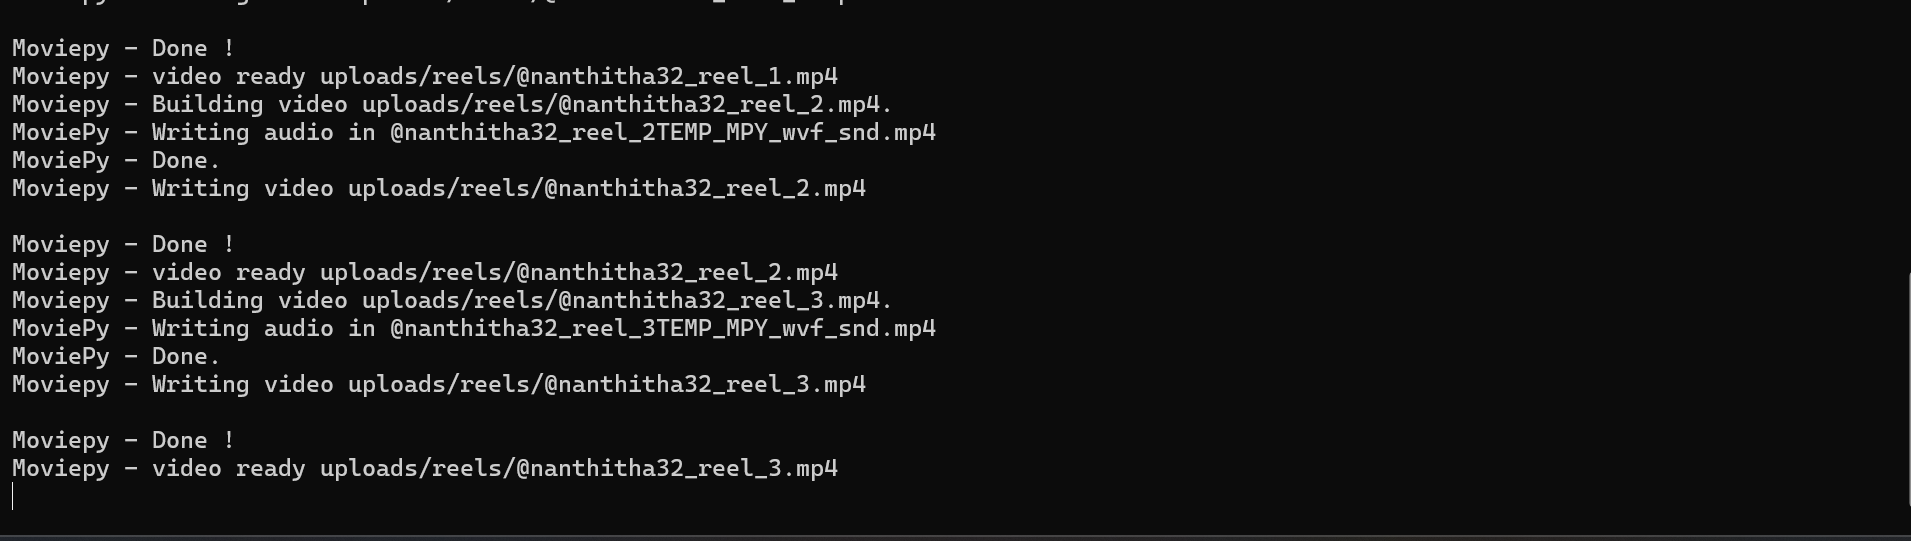 Moviepy - Done !
Moviepy - video ready uploads/reels/@nanthitha32_reel_1.mp4
Moviepy - Building video uploads/reels/@nanthitha32_reel_2.mp4.
MoviePy - Writing audio in @nanthitha32_reel_2TEMP_MPY_wvf_snd.mp4
MoviePy - Done.
Moviepy - Writing video uploads/reels/@nanthitha32_reel_2.mp4
Moviepy - Done !
Moviepy - video ready uploads/reels/@nanthitha32_reel_2.mp4
Moviepy - Building video uploads/reels/@nanthitha32_reel_3.mp4.
MoviePy - Writing audio in @nanthitha32_reel_3TEMP_MPY_wvf_snd.mp4
MoviePy - Done.
Moviepy - Writing video uploads/reels/@nanthitha32_reel_3.mp4
Moviepy - Done !
Moviepy - video ready uploads/reels/@nanthitha32_reel_3.mp4